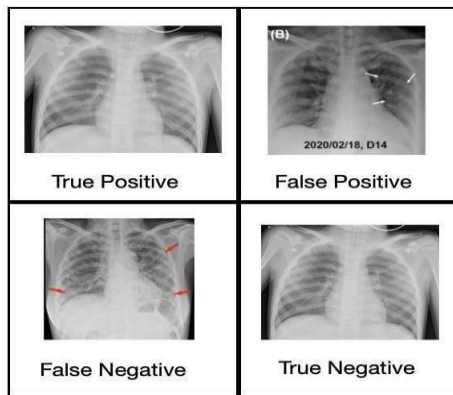 True Positive
(B)
2020/02/18, D14
False Positive
False Negative
True Negative